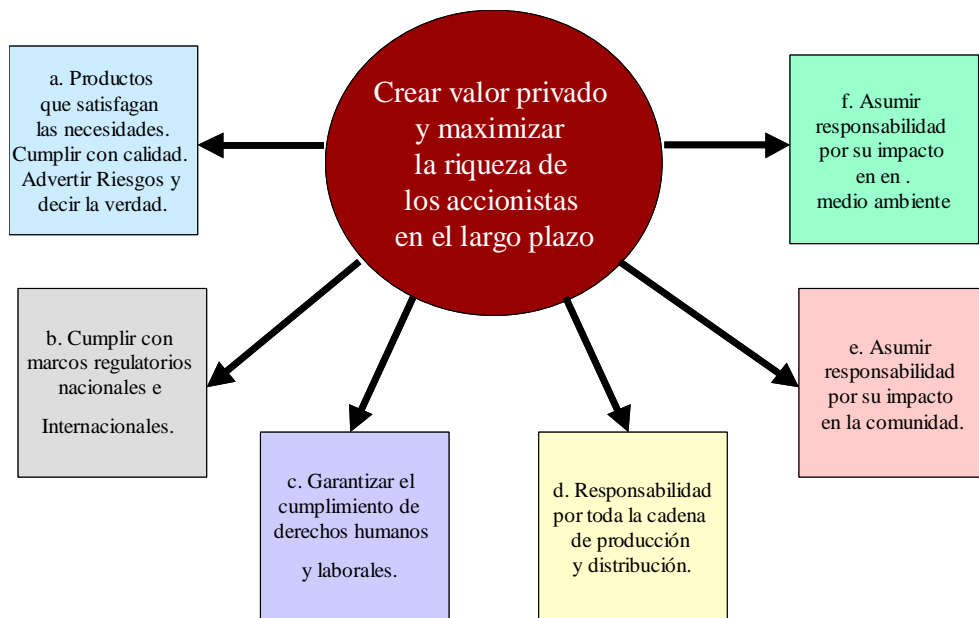 Crear valor privado
y maximizar
la riqueza de
los accionistas
en el largo plazo
a. Productos
que satisfagan
las necesidades.
Cumplir con calidad.
Advertir Riesgos y
decir la verdad.
b. Cumplir con
marcos regulatorios
nacionales e
Internacionales.
c. Garantizar el
cumplimiento de
derechos humanos
y laborales.
d. Responsabilidad
por toda la cadena
de producción
y distribución.
e. Asumir
responsabilidad
por su impacto
en la comunidad.
f. Asumir
responsabilidad
por su impacto
en en .
medio ambiente